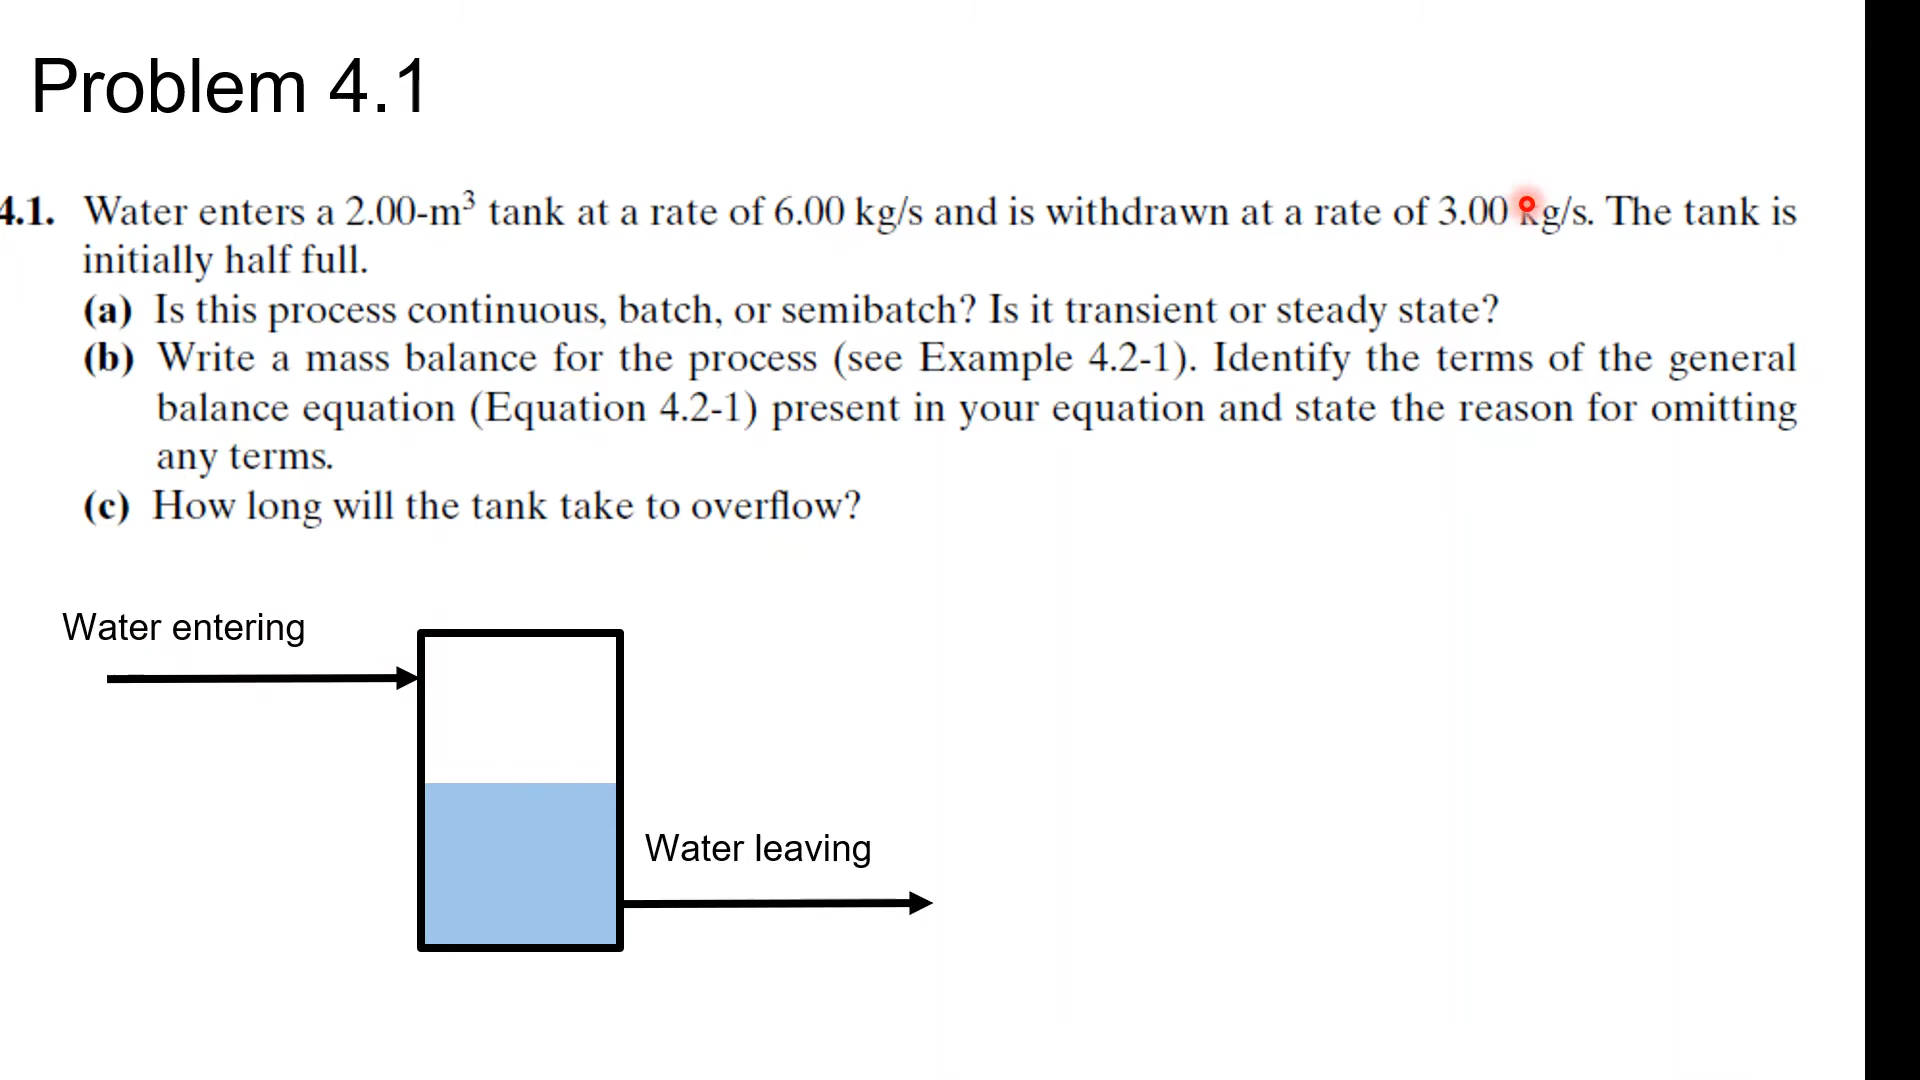 Problem 4.1
4.1. Water enters a 2.00-m³ tank at a rate of 6.00 kg/s and is withdrawn at a rate of 3.00 kg/s. The tank is
initially half full.
(a) Is this process continuous, batch, or semibatch? Is it transient or steady state?
(b) Write a mass balance for the process (see Example 4.2-1). Identify the terms of the general
balance equation (Equation 4.2-1) present in your equation and state the reason for omitting
any terms.
(c) How long will the tank take to overflow?
Water entering
Water leaving